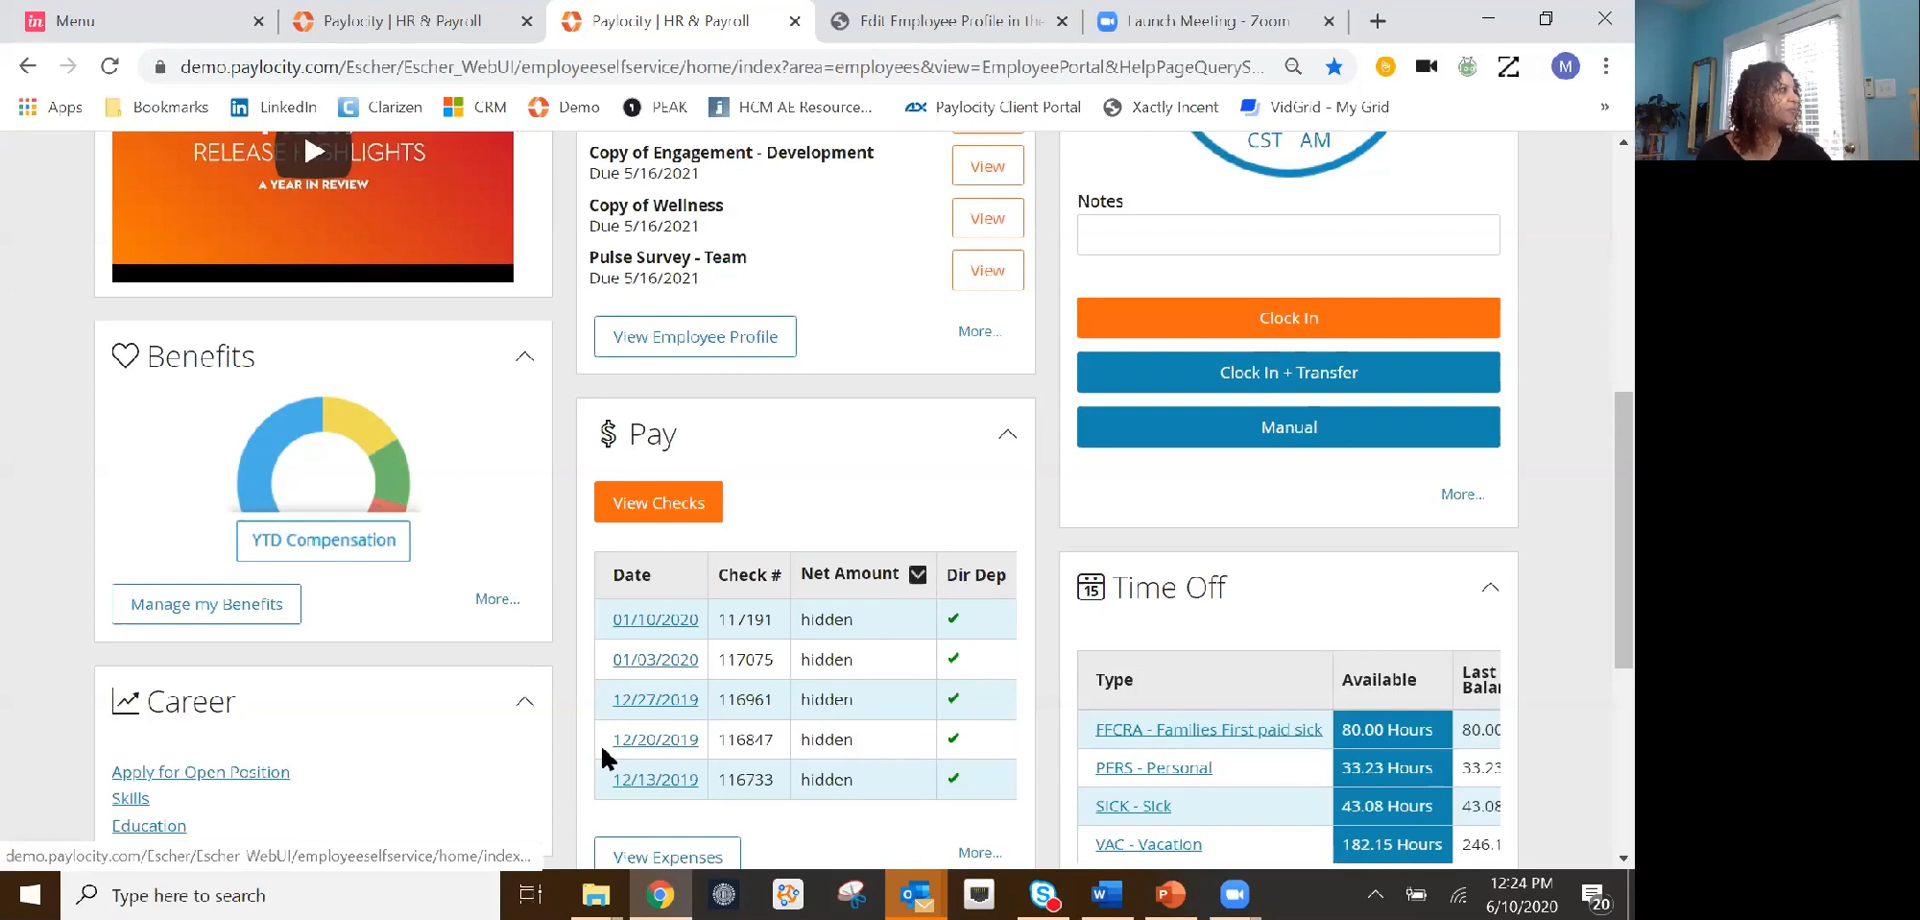 Menu
Paylocity | HR & Payroll
Paylocity | HR & Payroll
Edit Employee Profile in the
Launch Meeting - Zoom
demo.paylocity.com/Escher/Escher_WebUI/employeeselfservice/home/index?area=employees&view=EmployeePortal&HelpPageQueryS...
M
Apps
Bookmarks
LinkedIn
Clarizen
CRM
Demo
PEAK
HCM AE Resource...
Paylocity Client Portal
Xactly Incent
VidGrid - My Grid
»
RELEASE HIGHLIGHTS
A YEAR IN REVIEW
Benefits
YTD Compensation
Manage my Benefits
More...
Career
Apply for Open Position
Skills
Education
Copy of Engagement - Development
Due 5/16/2021
View
Copy of Wellness
Due 5/16/2021
View
Pulse Survey - Team
Due 5/16/2021
View
View Employee Profile
More...
$ Pay
View Checks
Date Check # Net Amount Dir Dep
01/10/2020 117191 hidden ✔
01/03/2020 117075 hidden ✔
12/27/2019 116961 hidden ✔
12/20/2019 116847 hidden ✔
12/13/2019 116733 hidden ✔
View Expenses
More...
CST AM
Notes
Clock In
Clock In + Transfer
Manual
More...
15 Time Off
Type Available Last
Bala
FFCRA - Families First paid sick 80.00 Hours 80.00
PERS - Personal 33.23 Hours 33.23
SICK - Sick 43.08 Hours 43.08
VAC - Vacation 182.15 Hours 246.1
demo.paylocity.com/Escher/Escher_WebUI/employeeselfservice/home/index...
Type here to search
12:24 PM
6/10/2020
20